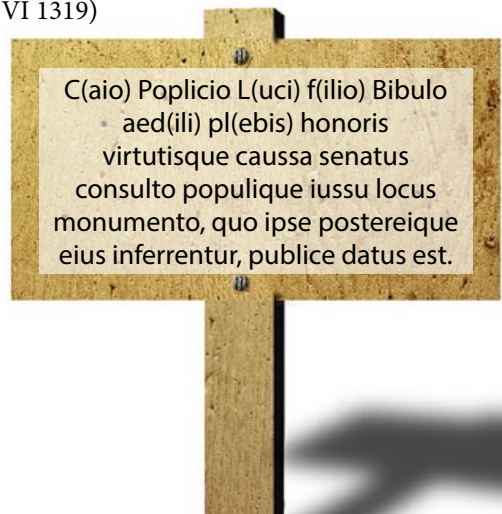 VI 1319)
C(aio) Poplicio L(uci) f(ilio) Bibulo
aed(ili) pl(ebis) honoris
virtutisque caussa senatus
consulto populique iussu locus
monumento, quo ipse postereique
eius inferrentur, publice datus est.